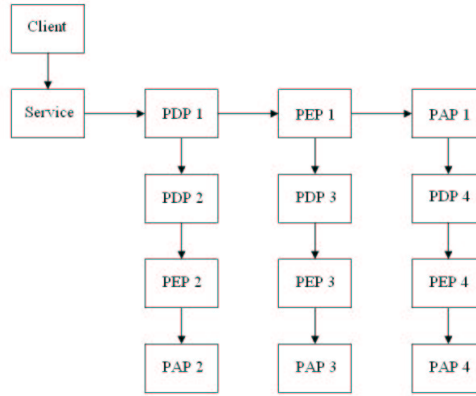 Client
Service
PDP 1
PEP 1
PAP 1
PDP 2
PDP 3
PDP 4
PEP 2
PEP 3
PEP 4
PAP 2
PAP 3
PAP 4